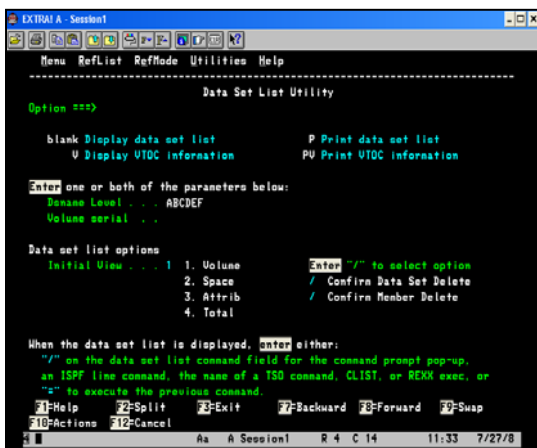 EXTRA! A - Session1
Menu RefList RefMode Utilities Help
Data Set List Utility
Option ===>
blank Display data set list P Print data set list
V Display VTOC information PV Print VTOC information
Enter one or both of the parameters below:
Dsname Level . . . ABCDEF
Volume serial . .
Data set list options
Initial View . . . 1 1. Volume Enter "/" to select option
2. Space / Confirm Data Set Delete
3. Attrib / Confirm Member Delete
4. Total
When the data set list is displayed, enter either:
"/" on the data set list command field for the command prompt pop-up,
an ISPF line command, the name of a TSO command, CLIST, or REXX exec, or
"=" to execute the previous command.
F1=Help F2=Split F3=Exit F7=Backward F8=Forward F9=Swap
F10=Actions F12=Cancel
Aa A Session1 R 4 C 14 11:33 7/27/8